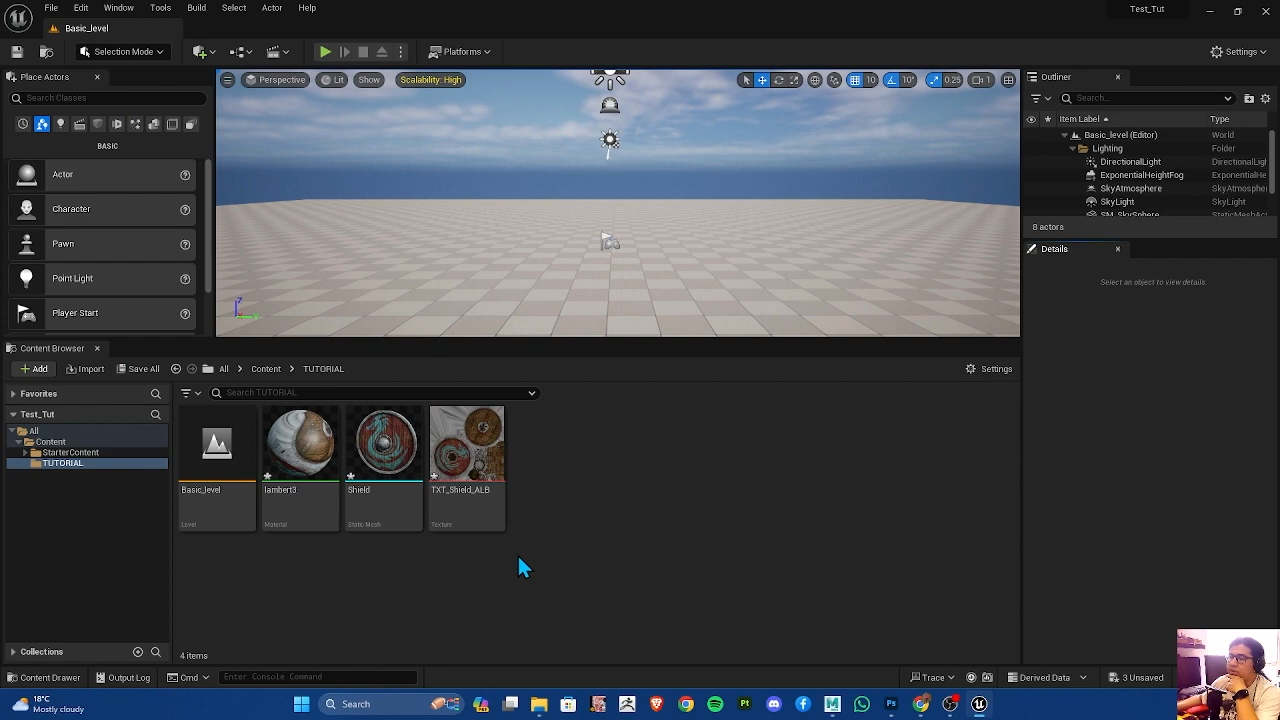 File Edit Window Tools Build Select Actor Help
Test_Tut
Basic_level
Selection Mode
Platforms
Settings
Place Actors
Search Classes
BASIC
Actor
Character
Pawn
Point Light
Player Start
Perspective Lit Show Scalability: High
10 10° 0.25 1
Outliner
Search...
Item Label Type
Basic_level (Editor) World
Lighting Folder
DirectionalLight DirectionalLigh
ExponentialHeightFog ExponentialHe
SkyAtmosphere SkyAtmosphere
SkyLight SkyLight
SM_SkySphere StaticMeshAc
8 actors
Details
Select an object to view details.
Content Browser
Add Import Save All All Content TUTORIAL Settings
Favorites
Search TUTORIAL
Test_Tut
All
Content
StarterContent
TUTORIAL
Collections
Basic_level
Level
lambert3
Material
Shield
Static Mesh
TXT_Shield_ALB
Texture
4 items
Output Log Cmd Enter Console Command
Derived Data 3 Unsaved
18°C
Mostly cloudy
Search